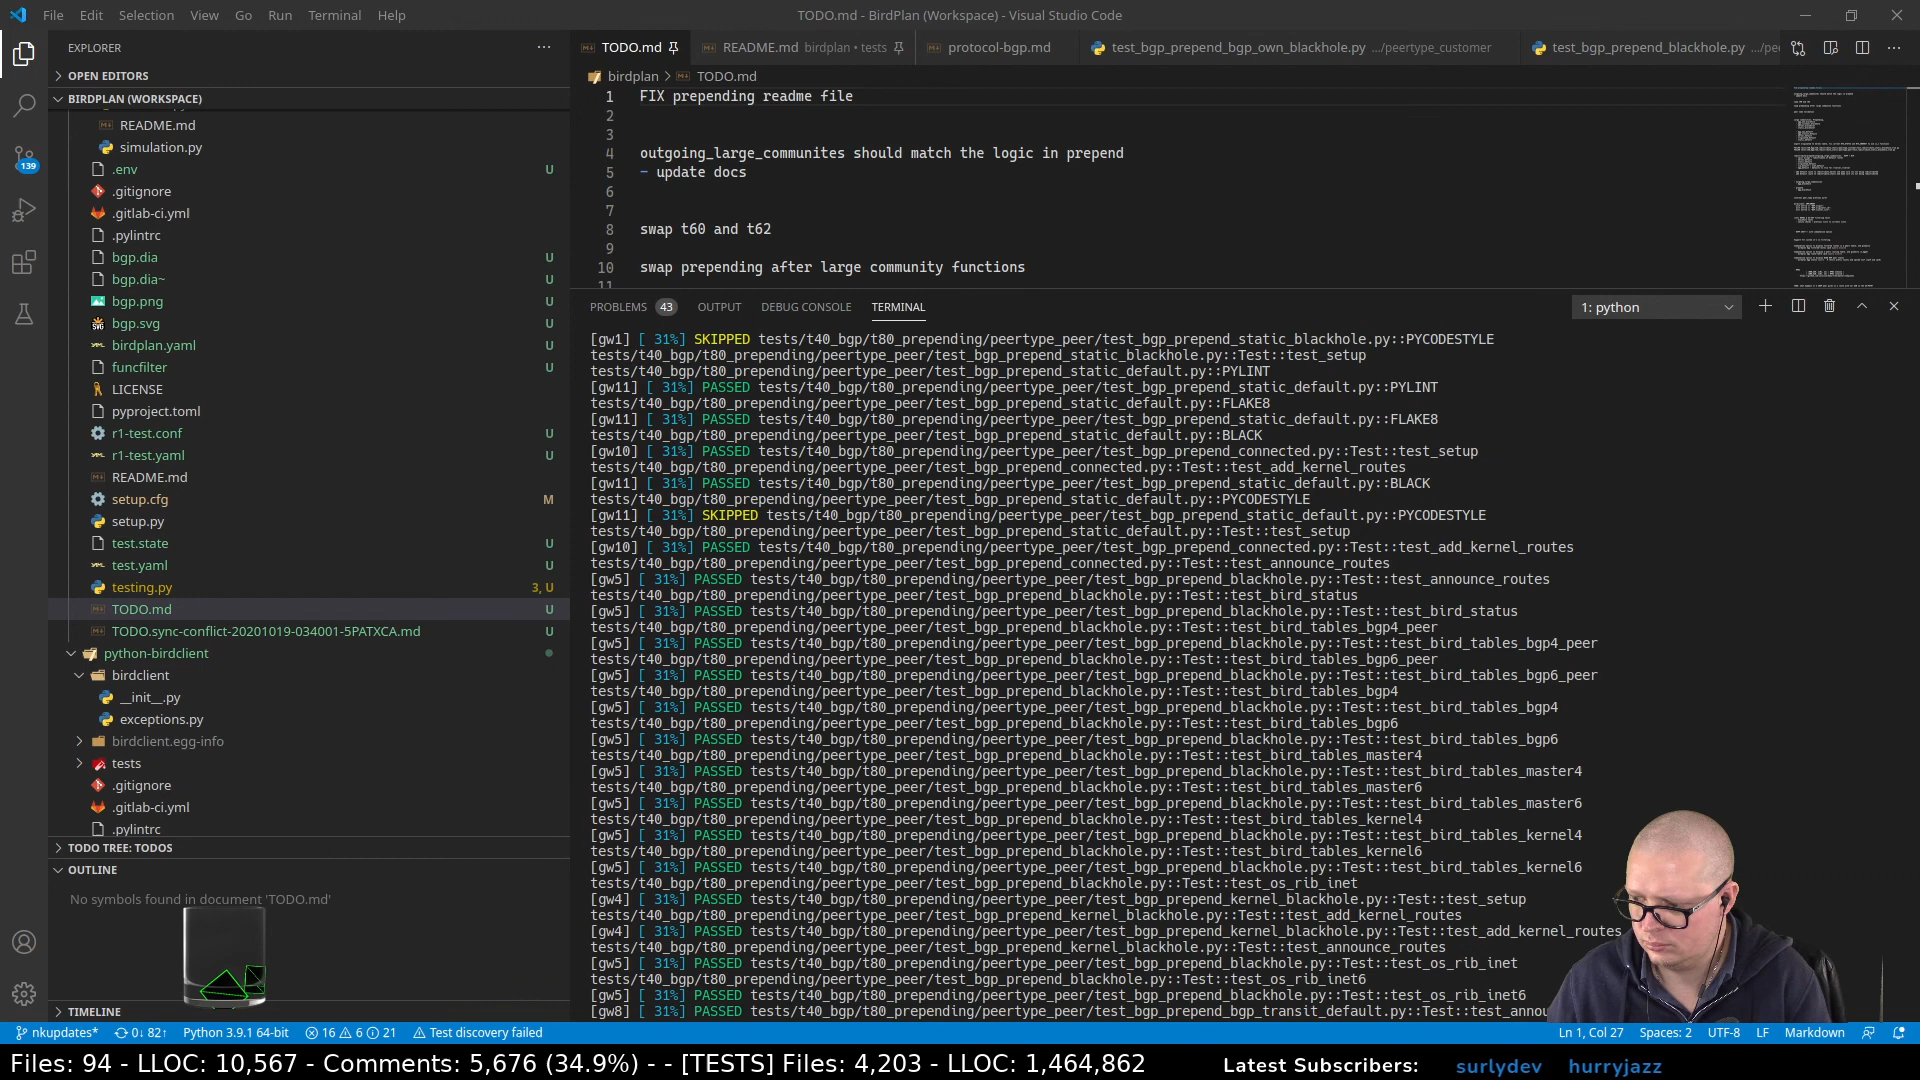 File Edit Selection View Go Run Terminal Help
TODO.md - BirdPlan (Workspace) - Visual Studio Code
EXPLORER
OPEN EDITORS
BIRDPLAN (WORKSPACE)
README.md
simulation.py
.env U
.gitignore
.gitlab-ci.yml
.pylintrc
bgp.dia U
bgp.dia~ U
bgp.png U
bgp.svg U
birdplan.yaml U
funcfilter U
LICENSE
pyproject.toml
r1-test.conf U
r1-test.yaml U
README.md
setup.cfg M
setup.py
test.state U
test.yaml U
testing.py 3, U
TODO.md U
TODO.sync-conflict-20201019-034001-5PATXCA.md U
python-birdclient
birdclient
__init__.py
exceptions.py
birdclient.egg-info
tests
.gitignore
.gitlab-ci.yml
.pylintrc
TODO TREE: TODOS
OUTLINE
No symbols found in document 'TODO.md'
TIMELINE
139
TODO.md README.md birdplan • tests protocol-bgp.md test_bgp_prepend_bgp_own_blackhole.py .../peertype_customer test_bgp_prepend_blackhole.py
birdplan > TODO.md
1 FIX prepending readme file
2
3
4 outgoing_large_communites should match the logic in prepend
5 - update docs
6
7
8 swap t60 and t62
9
10 swap prepending after large community functions
11
PROBLEMS 43 OUTPUT DEBUG CONSOLE TERMINAL 1: python
[gw1] [ 31%] SKIPPED tests/t40_bgp/t80_prepending/peertype_peer/test_bgp_prepend_static_blackhole.py::PYCODESTYLE
tests/t40_bgp/t80_prepending/peertype_peer/test_bgp_prepend_static_blackhole.py::Test::test_setup
tests/t40_bgp/t80_prepending/peertype_peer/test_bgp_prepend_static_default.py::PYLINT
[gw11] [ 31%] PASSED tests/t40_bgp/t80_prepending/peertype_peer/test_bgp_prepend_static_default.py::PYLINT
tests/t40_bgp/t80_prepending/peertype_peer/test_bgp_prepend_static_default.py::FLAKE8
[gw11] [ 31%] PASSED tests/t40_bgp/t80_prepending/peertype_peer/test_bgp_prepend_static_default.py::FLAKE8
tests/t40_bgp/t80_prepending/peertype_peer/test_bgp_prepend_static_default.py::BLACK
[gw10] [ 31%] PASSED tests/t40_bgp/t80_prepending/peertype_peer/test_bgp_prepend_connected.py::Test::test_setup
tests/t40_bgp/t80_prepending/peertype_peer/test_bgp_prepend_connected.py::Test::test_add_kernel_routes
[gw11] [ 31%] PASSED tests/t40_bgp/t80_prepending/peertype_peer/test_bgp_prepend_static_default.py::BLACK
tests/t40_bgp/t80_prepending/peertype_peer/test_bgp_prepend_static_default.py::PYCODESTYLE
[gw11] [ 31%] SKIPPED tests/t40_bgp/t80_prepending/peertype_peer/test_bgp_prepend_static_default.py::PYCODESTYLE
tests/t40_bgp/t80_prepending/peertype_peer/test_bgp_prepend_static_default.py::Test::test_setup
[gw10] [ 31%] PASSED tests/t40_bgp/t80_prepending/peertype_peer/test_bgp_prepend_connected.py::Test::test_add_kernel_routes
tests/t40_bgp/t80_prepending/peertype_peer/test_bgp_prepend_connected.py::Test::test_announce_routes
[gw5] [ 31%] PASSED tests/t40_bgp/t80_prepending/peertype_peer/test_bgp_prepend_blackhole.py::Test::test_announce_routes
tests/t40_bgp/t80_prepending/peertype_peer/test_bgp_prepend_blackhole.py::Test::test_bird_status
[gw5] [ 31%] PASSED tests/t40_bgp/t80_prepending/peertype_peer/test_bgp_prepend_blackhole.py::Test::test_bird_status
tests/t40_bgp/t80_prepending/peertype_peer/test_bgp_prepend_blackhole.py::Test::test_bird_tables_bgp4_peer
[gw5] [ 31%] PASSED tests/t40_bgp/t80_prepending/peertype_peer/test_bgp_prepend_blackhole.py::Test::test_bird_tables_bgp4_peer
tests/t40_bgp/t80_prepending/peertype_peer/test_bgp_prepend_blackhole.py::Test::test_bird_tables_bgp6_peer
[gw5] [ 31%] PASSED tests/t40_bgp/t80_prepending/peertype_peer/test_bgp_prepend_blackhole.py::Test::test_bird_tables_bgp6_peer
tests/t40_bgp/t80_prepending/peertype_peer/test_bgp_prepend_blackhole.py::Test::test_bird_tables_bgp4
[gw5] [ 31%] PASSED tests/t40_bgp/t80_prepending/peertype_peer/test_bgp_prepend_blackhole.py::Test::test_bird_tables_bgp4
tests/t40_bgp/t80_prepending/peertype_peer/test_bgp_prepend_blackhole.py::Test::test_bird_tables_bgp6
[gw5] [ 31%] PASSED tests/t40_bgp/t80_prepending/peertype_peer/test_bgp_prepend_blackhole.py::Test::test_bird_tables_bgp6
tests/t40_bgp/t80_prepending/peertype_peer/test_bgp_prepend_blackhole.py::Test::test_bird_tables_master4
[gw5] [ 31%] PASSED tests/t40_bgp/t80_prepending/peertype_peer/test_bgp_prepend_blackhole.py::Test::test_bird_tables_master4
tests/t40_bgp/t80_prepending/peertype_peer/test_bgp_prepend_blackhole.py::Test::test_bird_tables_master6
[gw5] [ 31%] PASSED tests/t40_bgp/t80_prepending/peertype_peer/test_bgp_prepend_blackhole.py::Test::test_bird_tables_master6
tests/t40_bgp/t80_prepending/peertype_peer/test_bgp_prepend_blackhole.py::Test::test_bird_tables_kernel4
[gw5] [ 31%] PASSED tests/t40_bgp/t80_prepending/peertype_peer/test_bgp_prepend_blackhole.py::Test::test_bird_tables_kernel4
tests/t40_bgp/t80_prepending/peertype_peer/test_bgp_prepend_blackhole.py::Test::test_bird_tables_kernel6
[gw5] [ 31%] PASSED tests/t40_bgp/t80_prepending/peertype_peer/test_bgp_prepend_blackhole.py::Test::test_bird_tables_kernel6
tests/t40_bgp/t80_prepending/peertype_peer/test_bgp_prepend_blackhole.py::Test::test_os_rib_inet
[gw4] [ 31%] PASSED tests/t40_bgp/t80_prepending/peertype_peer/test_bgp_prepend_kernel_blackhole.py::Test::test_setup
tests/t40_bgp/t80_prepending/peertype_peer/test_bgp_prepend_kernel_blackhole.py::Test::test_add_kernel_routes
[gw4] [ 31%] PASSED tests/t40_bgp/t80_prepending/peertype_peer/test_bgp_prepend_kernel_blackhole.py::Test::test_add_kernel_routes
tests/t40_bgp/t80_prepending/peertype_peer/test_bgp_prepend_kernel_blackhole.py::Test::test_announce_routes
[gw5] [ 31%] PASSED tests/t40_bgp/t80_prepending/peertype_peer/test_bgp_prepend_blackhole.py::Test::test_os_rib_inet
tests/t40_bgp/t80_prepending/peertype_peer/test_bgp_prepend_blackhole.py::Test::test_os_rib_inet6
[gw5] [ 31%] PASSED tests/t40_bgp/t80_prepending/peertype_peer/test_bgp_prepend_blackhole.py::Test::test_os_rib_inet6
[gw8] [ 31%] PASSED tests/t40_bgp/t80_prepending/peertype_peer/test_bgp_prepend_bgp_transit_default.py::Test::test_annou
nkupdates* 0↓ 82↑ Python 3.9.1 64-bit 16 6 21 Test discovery failed Ln 1, Col 27 Spaces: 2 UTF-8 LF Markdown
Files: 94 - LLOC: 10,567 - Comments: 5,676 (34.9%) - - [TESTS] Files: 4,203 - LLOC: 1,464,862 Latest Subscribers: surlydev hurryjazz